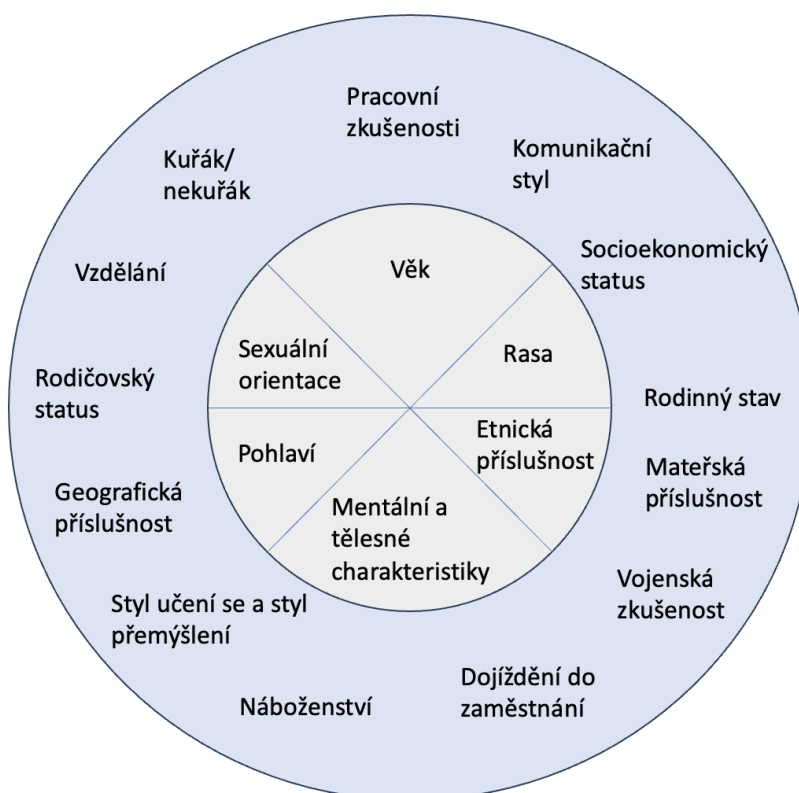 Pracovní
zkušenosti
Komunikační
styl
Kuřák/
nekuřák
Socioekonomický
status
Vzdělání
Věk
Sexuální
orientace
Rasa
Rodičovský
status
Rodinný stav
Etnická
příslušnost
Pohlaví
Mateřská
příslušnost
Geografická
příslušnost
Mentální a
tělesné
charakteristiky
Vojenská
zkušenost
Styl učení se a styl
přemýšlení
Dojíždění do
zaměstnání
Náboženství